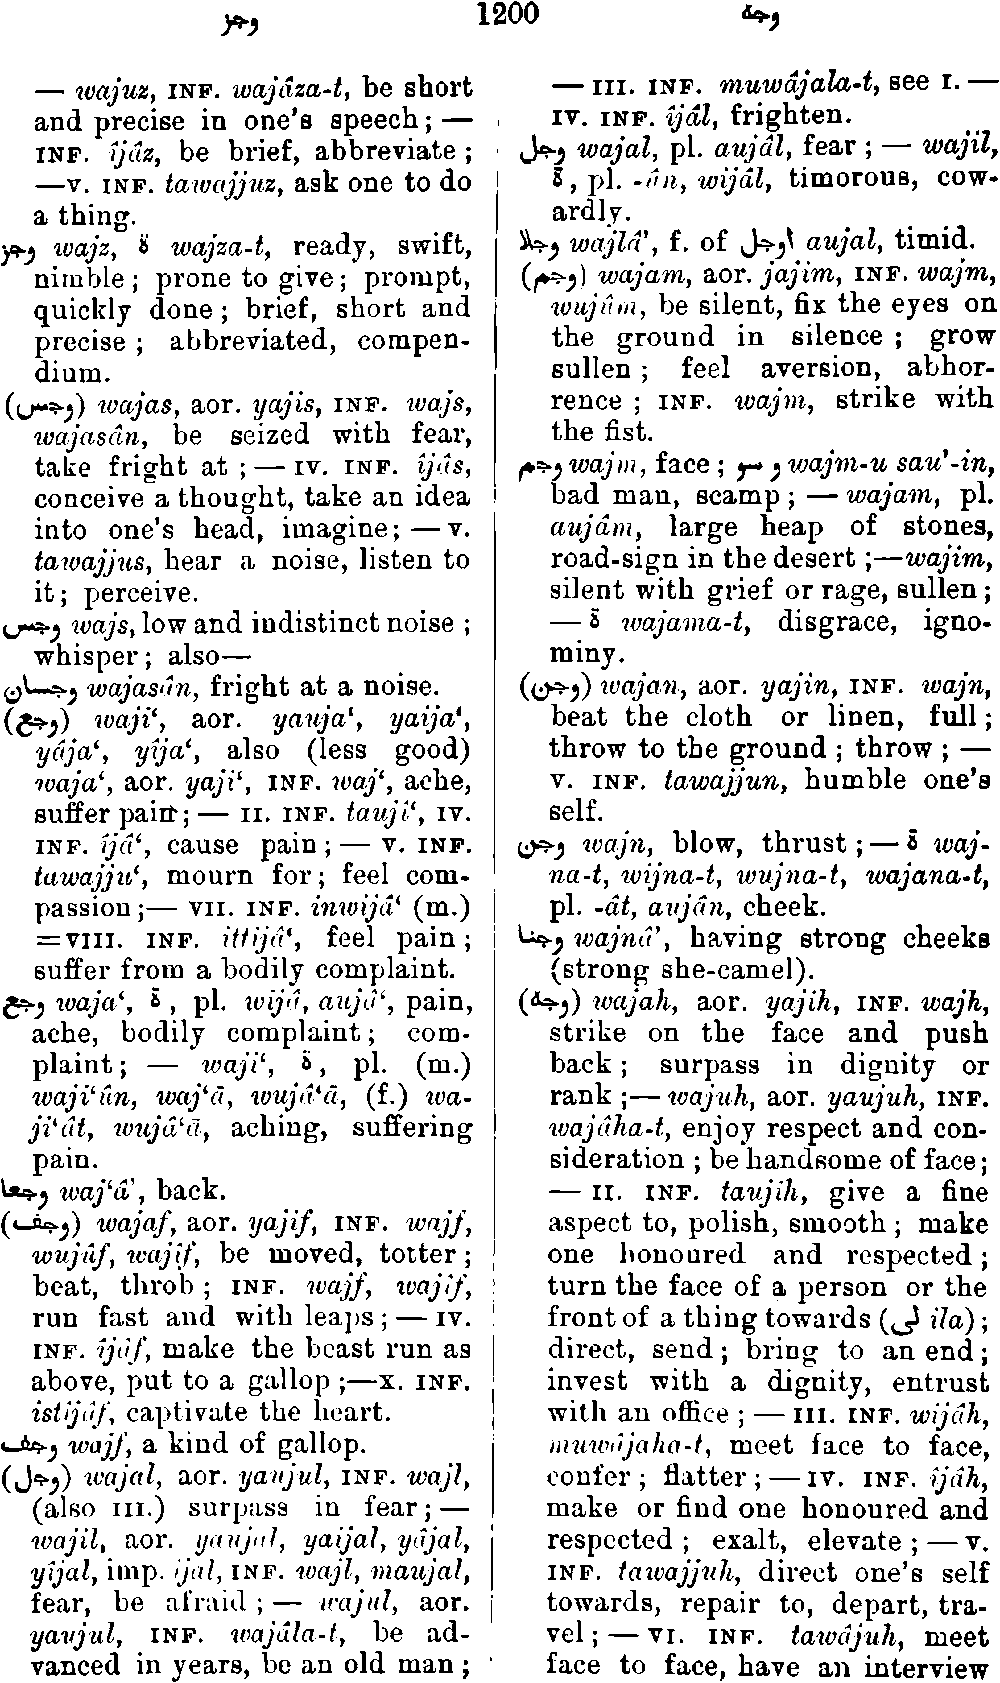 وجز 1200 وجه
— wajuz, INF. wajâza-t, be short
and precise in one's speech; —
INF. îjâz, be brief, abbreviate;
—V. INF. tawajjuz, ask one to do
a thing.
وجز wajz, ة wajza-t, ready, swift,
nimble; prone to give; prompt,
quickly done; brief, short and
precise; abbreviated, compen-
dium.
(وجس) wajas, aor. yajis, INF. wajs,
wajasân, be seized with fear,
take fright at; — IV. INF. îjâs,
conceive a thought, take an idea
into one's head, imagine; — V.
tawajjus, hear a noise, listen to
it; perceive.
وجس wajs, low and indistinct noise;
whisper; also—
وجسان wajasân, fright at a noise.
(وجع) waji‘, aor. yauja‘, yaija‘,
yâja‘, yîja‘, also (less good)
waja‘, aor. yaji‘, INF. waj‘, ache,
suffer pain; — II. INF. taujî‘, IV.
INF. îjâ‘, cause pain; — V. INF.
tawajju‘, mourn for; feel com-
passion;— VII. INF. inwijâ‘ (m.)
=VIII. INF. ittijâ‘, feel pain;
suffer from a bodily complaint.
وجع waja‘, ة, pl. wijâ‘, aujâ‘, pain,
ache, bodily complaint; com-
plaint; — waji‘, ة, pl. (m.)
waji‘ûn, waj‘ā, wujâ‘ā, (f.) wa-
ji‘ât, wujâ‘ā, aching, suffering
pain.
وجعا waj‘â’, back.
(وجف) wajaf, aor. yajif, INF. wajf,
wujûf, wajîf, be moved, totter;
beat, throb; INF. wajf, wajîf,
run fast and with leaps; — IV.
INF. îjâf, make the beast run as
above, put to a gallop;—X. INF.
istîjâf, captivate the heart.
وجف wajf, a kind of gallop.
(وجل) wajal, aor. yaujul, INF. wajl,
(also III.) surpass in fear; —
wajil, aor. yaujal, yaijal, yâjal,
yîjal, imp. îjal, INF. wajl, maujal,
fear, be afraid; — wajul, aor.
yaujul, INF. wajâla-t, be ad-
vanced in years, be an old man;
— III. INF. muwâjala-t, see I. —
IV. INF. îjâl, frighten.
وجل wajal, pl. aujâl, fear; — wajil,
ة, pl. -ûn, wijâl, timorous, cow-
ardly.
وجلا wajlâ’, f. of اوجل aujal, timid.
(وجم) wajam, aor. jajim, INF. wajm,
wujûm, be silent, fix the eyes on
the ground in silence; grow
sullen; feel aversion, abhor-
rence; INF. wajm, strike with
the fist.
وجم wajm, face; و سو wajm-u sau’-in,
bad man, scamp; — wajam, pl.
aujâm, large heap of stones,
road-sign in the desert;—wajim,
silent with grief or rage, sullen;
— ة wajama-t, disgrace, igno-
miny.
(وجن) wajan, aor. yajin, INF. wajn,
beat the cloth or linen, full;
throw to the ground; throw; —
V. INF. tawajjun, humble one's
self.
وجن wajn, blow, thrust; — ة waj-
na-t, wijna-t, wujna-t, wajana-t,
pl. -ât, aujân, cheek.
وجنا wajnâ’, having strong cheeks
(strong she-camel).
(وجه) wajah, aor. yajih, INF. wajh,
strike on the face and push
back; surpass in dignity or
rank;— wajuh, aor. yaujuh, INF.
wajâha-t, enjoy respect and con-
sideration; be handsome of face;
— II. INF. taujîh, give a fine
aspect to, polish, smooth; make
one honoured and respected;
turn the face of a person or the
front of a thing towards (الى ila);
direct, send; bring to an end;
invest with a dignity, entrust
with an office; — III. INF. wijâh,
muwâjaha-t, meet face to face,
confer; flatter; — IV. INF. îjâh,
make or find one honoured and
respected; exalt, elevate; — V.
INF. tawajjuh, direct one's self
towards, repair to, depart, tra-
vel; — VI. INF. tawâjuh, meet
face to face, have an interview